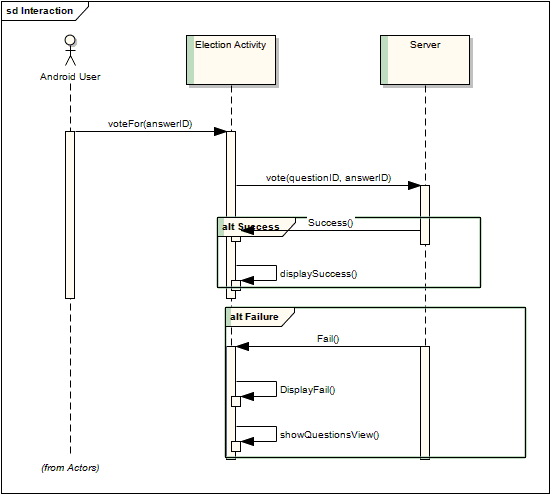 sd Interaction
Election Activity
Server
Android User
voteFor(answerID)
vote(questionID, answerID)
Success()
alt Success
displaySuccess()
alt Failure
Fail()
DisplayFail()
showQuestionsView()
(from Actors)